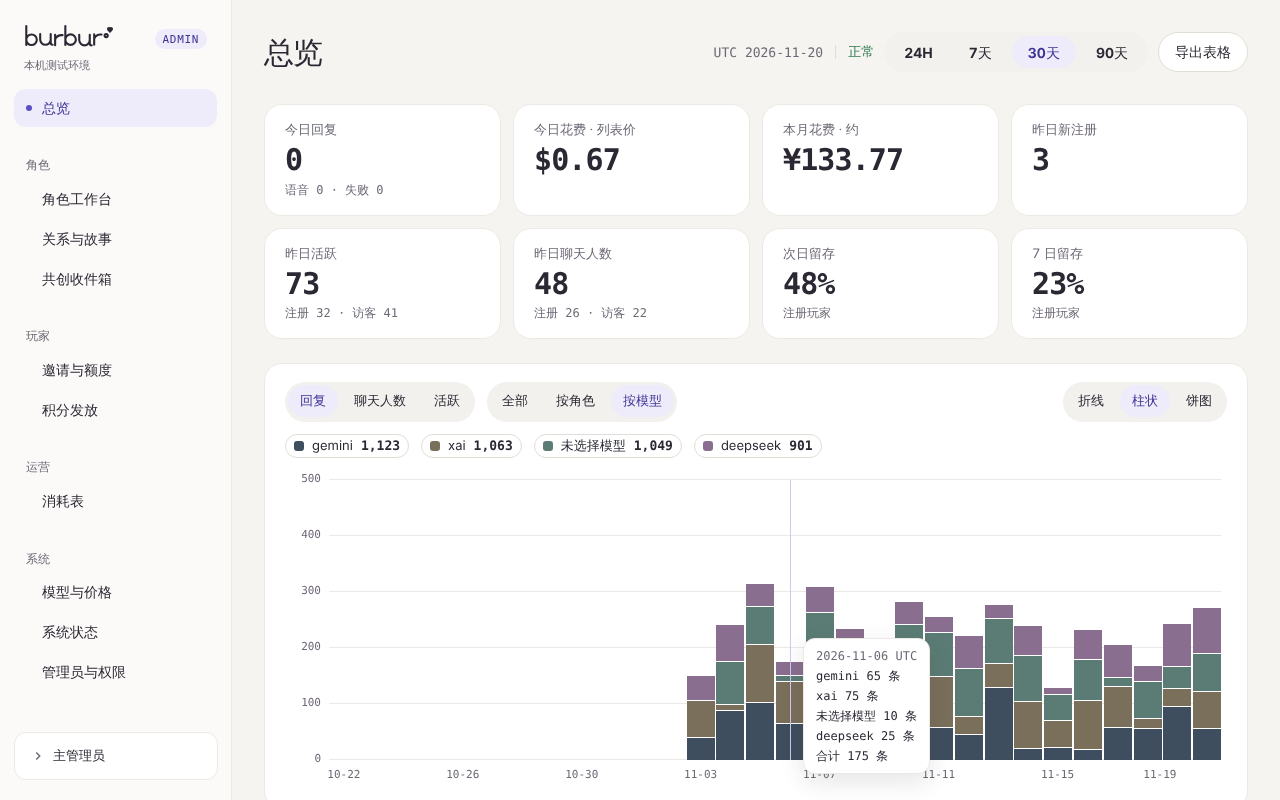 burbur
ADMIN
本机测试环境
总览
角色
角色工作台
关系与故事
共创收件箱
玩家
邀请与额度
积分发放
运营
消耗表
系统
模型与价格
系统状态
管理员与权限
主管理员
总览
UTC 2026-11-20
正常
24H 7天 30天 90天
导出表格
今日回复
0
语音 0 · 失败 0
今日花费 · 列表价
$0.67
本月花费 · 约
¥133.77
昨日新注册
3
昨日活跃
73
注册 32 · 访客 41
昨日聊天人数
48
注册 26 · 访客 22
次日留存
48%
注册玩家
7 日留存
23%
注册玩家
回复 聊天人数 活跃
全部 按角色 按模型
折线 柱状 饼图
gemini 1,123
xai 1,063
未选择模型 1,049
deepseek 901
500
400
300
200
100
0
2026-11-06 UTC
gemini 65 条
xai 75 条
未选择模型 10 条
deepseek 25 条
合计 175 条
10-22 10-26 10-30 11-03 11-07 11-11 11-15 11-19